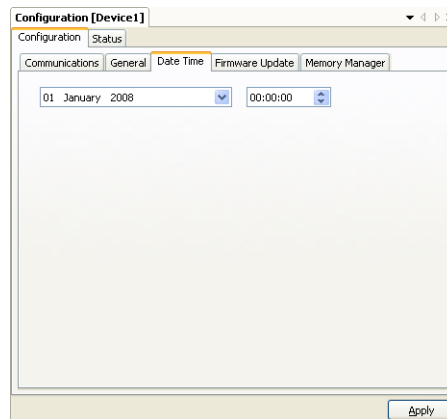 Configuration [Device1]
Configuration Status
Communications General Date Time Firmware Update Memory Manager
01 January 2008 00:00:00
Apply